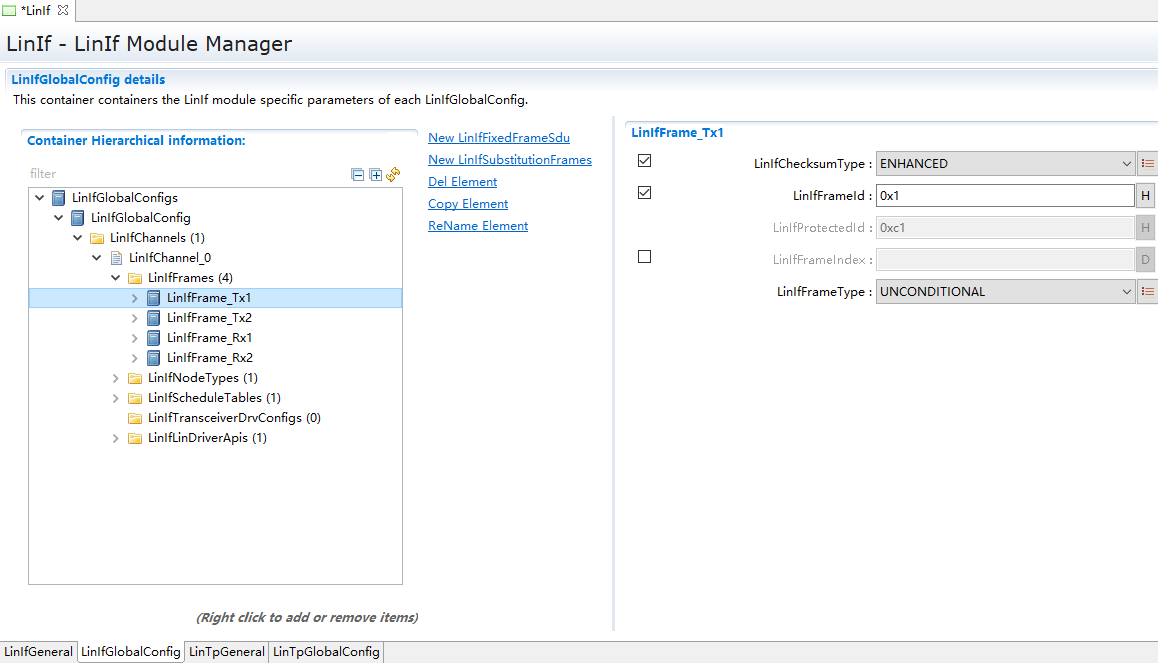 *LinIf
LinIf - LinIf Module Manager
LinIfGlobalConfig details
This container containers the LinIf module specific parameters of each LinIfGlobalConfig.
Container Hierarchical information:
filter
LinIfGlobalConfigs
LinIfGlobalConfig
LinIfChannels (1)
LinIfChannel_0
LinIfFrames (4)
LinIfFrame_Tx1
LinIfFrame_Tx2
LinIfFrame_Rx1
LinIfFrame_Rx2
LinIfNodeTypes (1)
LinIfScheduleTables (1)
LinIfTransceiverDrvConfigs (0)
LinIfLinDriverApis (1)
(Right click to add or remove items)
New LinIfFixedFrameSdu
New LinIfSubstitutionFrames
Del Element
Copy Element
ReName Element
LinIfFrame_Tx1
LinIfChecksumType : ENHANCED
LinIfFrameId : 0x1 H
LinIfProtectedId : 0xc1 H
LinIfFrameIndex : D
LinIfFrameType : UNCONDITIONAL
LinIfGeneral LinIfGlobalConfig LinTpGeneral LinTpGlobalConfig